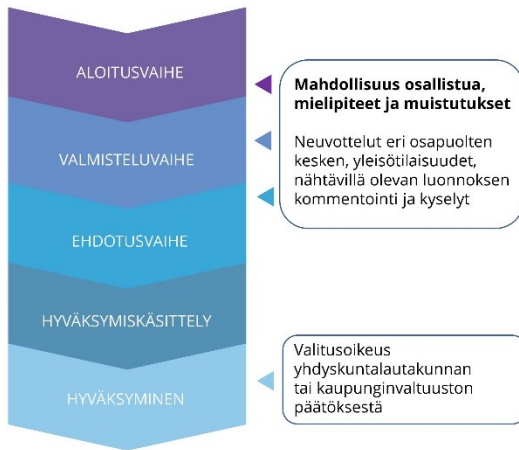 ALOITUSVAIHE
VALMISTELUVAIHE
EHDOTUSVAIHE
HYVÄKSYMISKÄSITTELY
HYVÄKSYMINEN
Mahdollisuus osallistua,
mielipiteet ja muistutukset
Neuvottelut eri osapuolten
kesken, yleisötilaisuudet,
nähtävillä olevan luonnoksen
kommentointi ja kyselyt
Valitusoikeus
yhdyskuntalautakunnan
tai kaupunginvaltuuston
päätöksestä